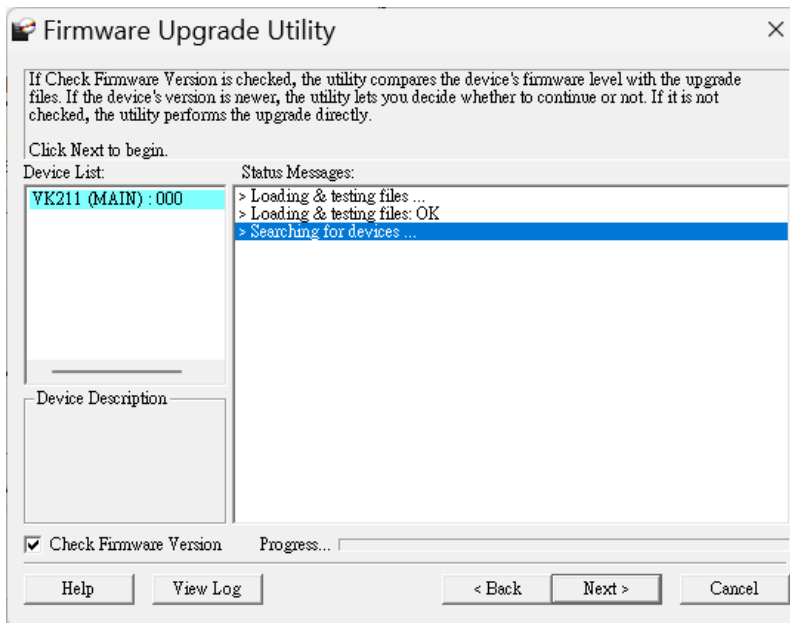 Firmware Upgrade Utility
If Check Firmware Version is checked, the utility compares the device's firmware level with the upgrade
files. If the device's version is newer, the utility lets you decide whether to continue or not. If it is not
checked, the utility performs the upgrade directly.
Click Next to begin.
Device List:
Status Messages:
VK211 (MAIN) : 000
> Loading & testing files ...
> Loading & testing files: OK
> Searching for devices ...
Device Description
Check Firmware Version
Progress...
Help
View Log
< Back
Next >
Cancel